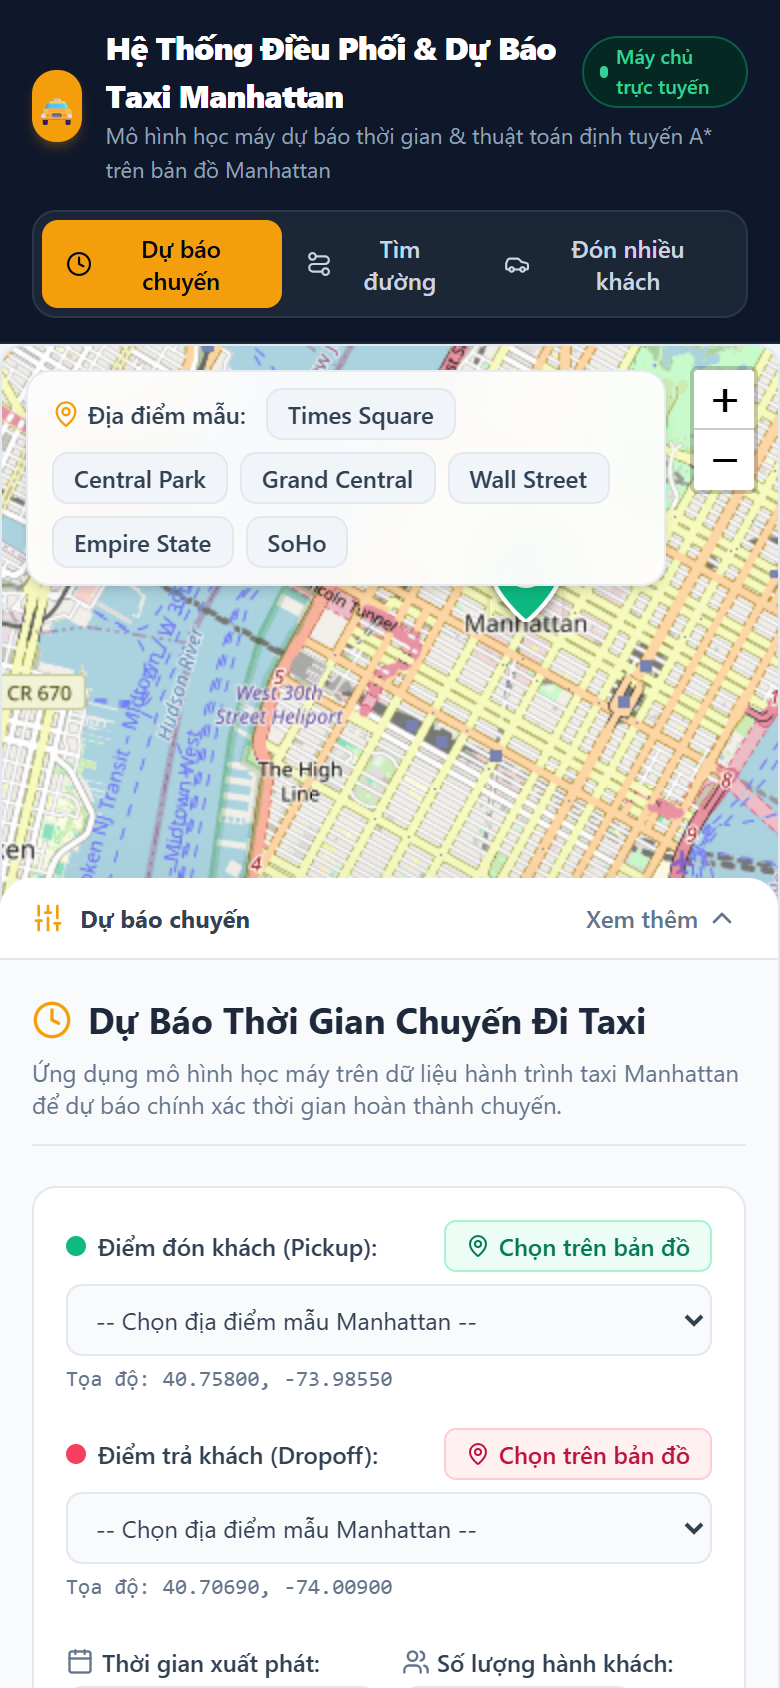 Hệ Thống Điều Phối & Dự Báo
Taxi Manhattan
Máy chủ
trực tuyến
Mô hình học máy dự báo thời gian & thuật toán định tuyến A*
trên bản đồ Manhattan
Dự báo
chuyến
Tìm
đường
Đón nhiều
khách
Địa điểm mẫu:
Times Square
+
Central Park
Grand Central
Wall Street
−
Empire State
SoHo
Manhattan
CR 670
Hudson River
5
West 30th
Street Heliport
The High
Line
8
9
4
Dự báo chuyến
Xem thêm
Dự Báo Thời Gian Chuyến Đi Taxi
Ứng dụng mô hình học máy trên dữ liệu hành trình taxi Manhattan
để dự báo chính xác thời gian hoàn thành chuyến.
Điểm đón khách (Pickup):
Chọn trên bản đồ
-- Chọn địa điểm mẫu Manhattan --
Tọa độ: 40.75800, -73.98550
Điểm trả khách (Dropoff):
Chọn trên bản đồ
-- Chọn địa điểm mẫu Manhattan --
Tọa độ: 40.70690, -74.00900
Thời gian xuất phát:
Số lượng hành khách: